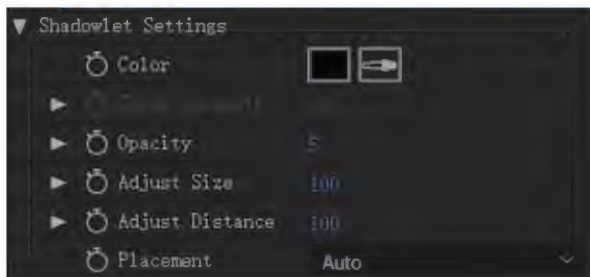 Shadowlet Settings
Color
Opacity 5
Adjust Size 100
Adjust Distance 100
Placement Auto